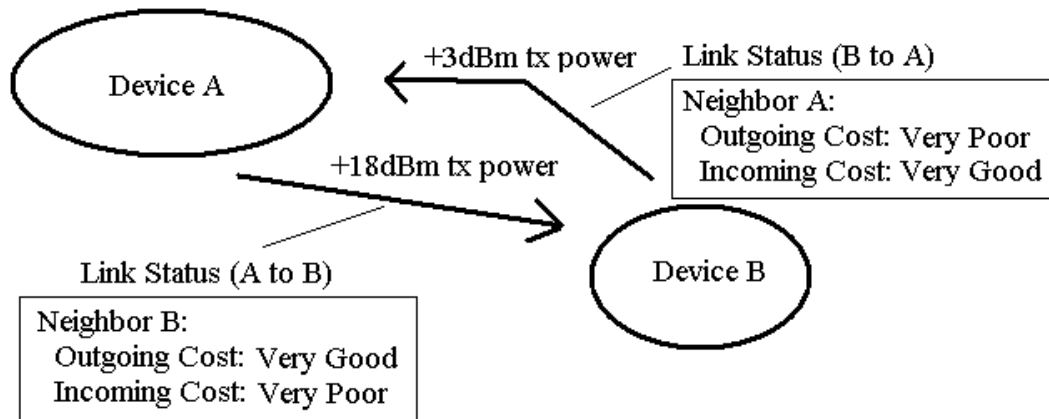 Device A
+3dBm tx power
Link Status (B to A)
Neighbor A:
Outgoing Cost: Very Poor
Incoming Cost: Very Good
+18dBm tx power
Device B
Link Status (A to B)
Neighbor B:
Outgoing Cost: Very Good
Incoming Cost: Very Poor